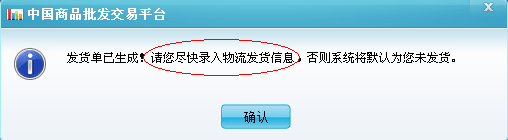 中国商品批发交易平台
发货单已生成！请您尽快录入物流发货信息，否则系统将默认为您未发货。
确认